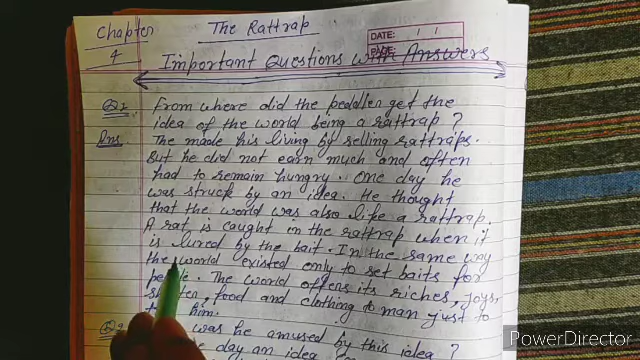 Chapter 4
The Rattrap
DATE: / /
PAGE:
Important Questions with Answers
Q1. From where did the peddler get the
idea of the world being a rattrap?
Ans. The made his living by selling rattraps.
But he did not earn much and often
had to remain hungry. One day he
was struck by an idea. He thought
that the world was also like a rattrap.
A rat is caught in the rattrap when it
is lured by the bait. In the same way
the world existed only to set baits for
people. The world offers its riches, joys,
food and clothing to man just to
him.
was he amused by this idea?
day an idea
PowerDirector